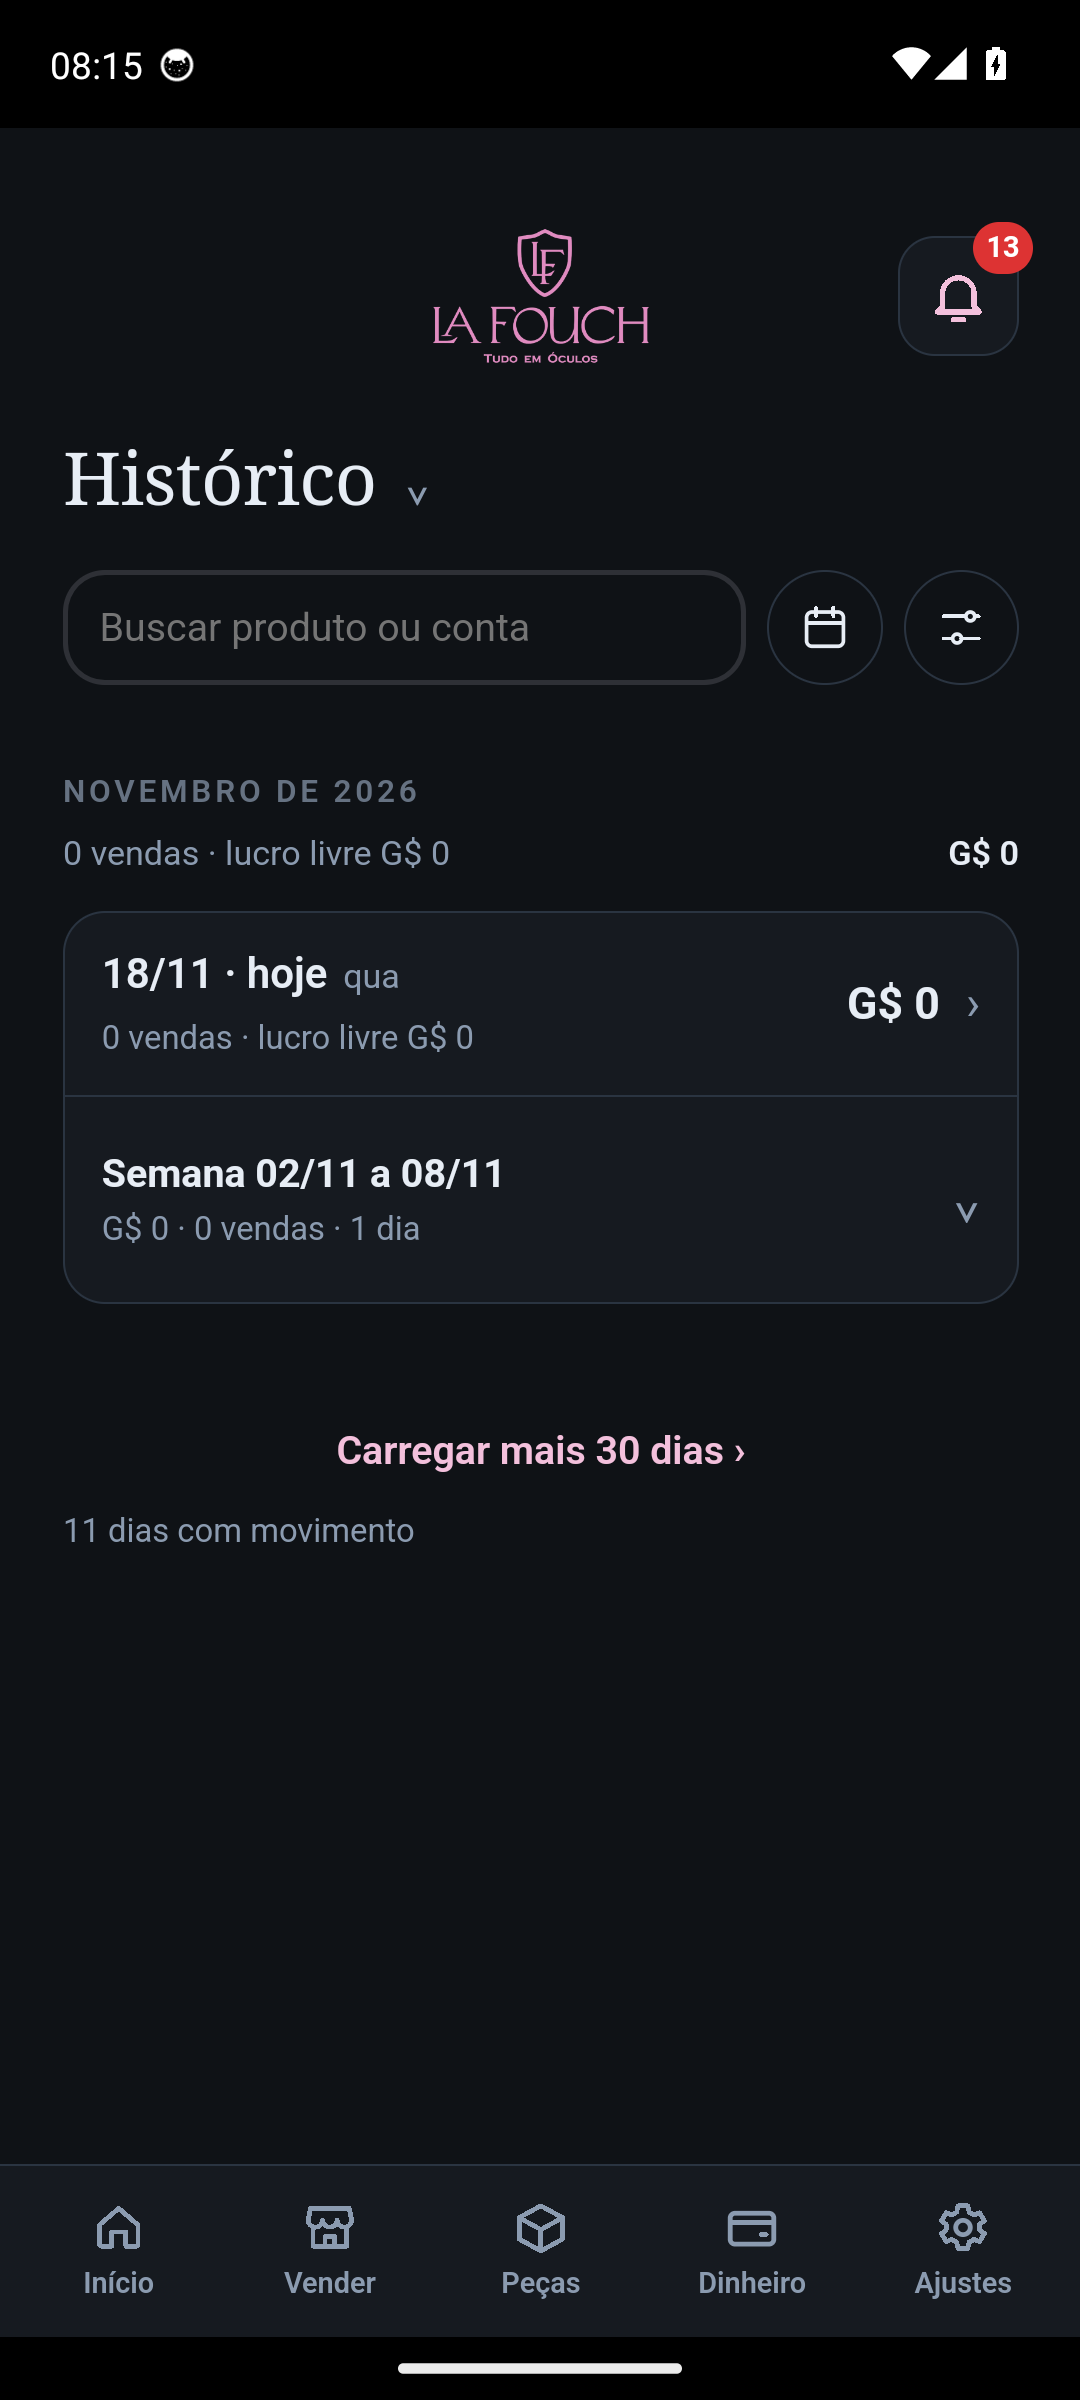 08:15
LF
LA FOUCH
TUDO EM ÓCULOS
13
Histórico
Buscar produto ou conta
NOVEMBRO DE 2026
0 vendas · lucro livre G$ 0
G$ 0
18/11 · hoje qua
G$ 0 ›
0 vendas · lucro livre G$ 0
Semana 02/11 a 08/11
G$ 0 · 0 vendas · 1 dia
Carregar mais 30 dias ›
11 dias com movimento
Início
Vender
Peças
Dinheiro
Ajustes